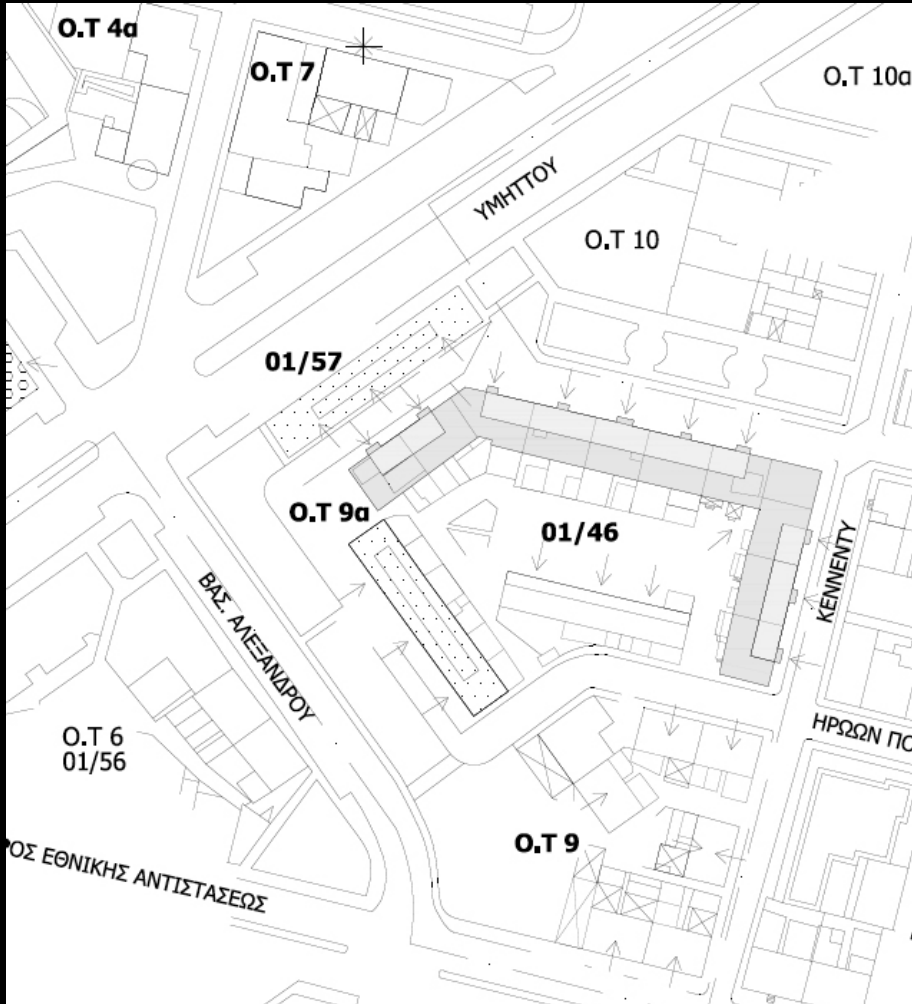 Ο.Τ 4α
Ο.Τ 7
Ο.Τ 10α
ΥΜΗΤΤΟΥ
Ο.Τ 10
01/57
Ο.Τ 9α
01/46
ΚΕΝΝΕΝΤΥ
ΒΑΣ. ΑΛΕΞΑΝΔΡΟΥ
Ο.Τ 6
01/56
ΗΡΩΩΝ ΠΟ
Ο.Τ 9
ΡΟΣ ΕΘΝΙΚΗΣ ΑΝΤΙΣΤΑΣΕΩΣ